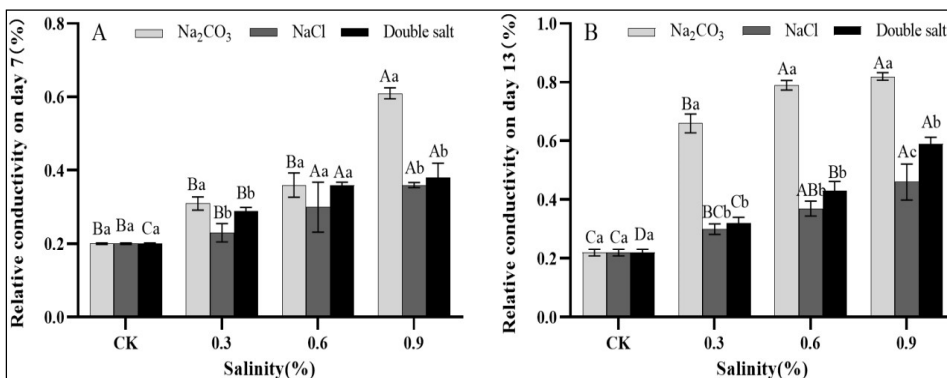 Relative conductivity on day 7 (%)
A
Na₂CO₃ NaCl Double salt
0.8
0.6
0.4
0.2
0.0
Ba Ba Ca
Ba Bb Bb
Ba Aa Aa
Aa Ab Ab
CK 0.3 0.6 0.9
Salinity(%)
Relative conductivity on day 13(%)
B
Na₂CO₃ NaCl Double salt
1.0
0.8
0.6
0.4
0.2
0.0
Ca Ca Da
Ba BCb Cb
Aa ABb Bb
Aa Ac Ab
CK 0.3 0.6 0.9
Salinity(%)